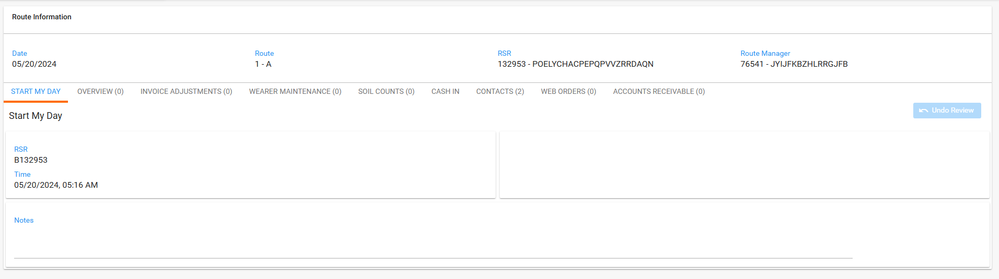 Route Information
Date Route RSR Route Manager
05/20/2024 1 - A 132953 - POELYCHACPEPQPVVZRRDAQN 76541 - JYIJFKBZHLRRGJFB
START MY DAY OVERVIEW (0) INVOICE ADJUSTMENTS (0) WEARER MAINTENANCE (0) SOIL COUNTS (0) CASH IN CONTACTS (2) WEB ORDERS (0) ACCOUNTS RECEIVABLE (0)
Start My Day Undo Review
RSR
B132953
Time
05/20/2024, 05:16 AM
Notes